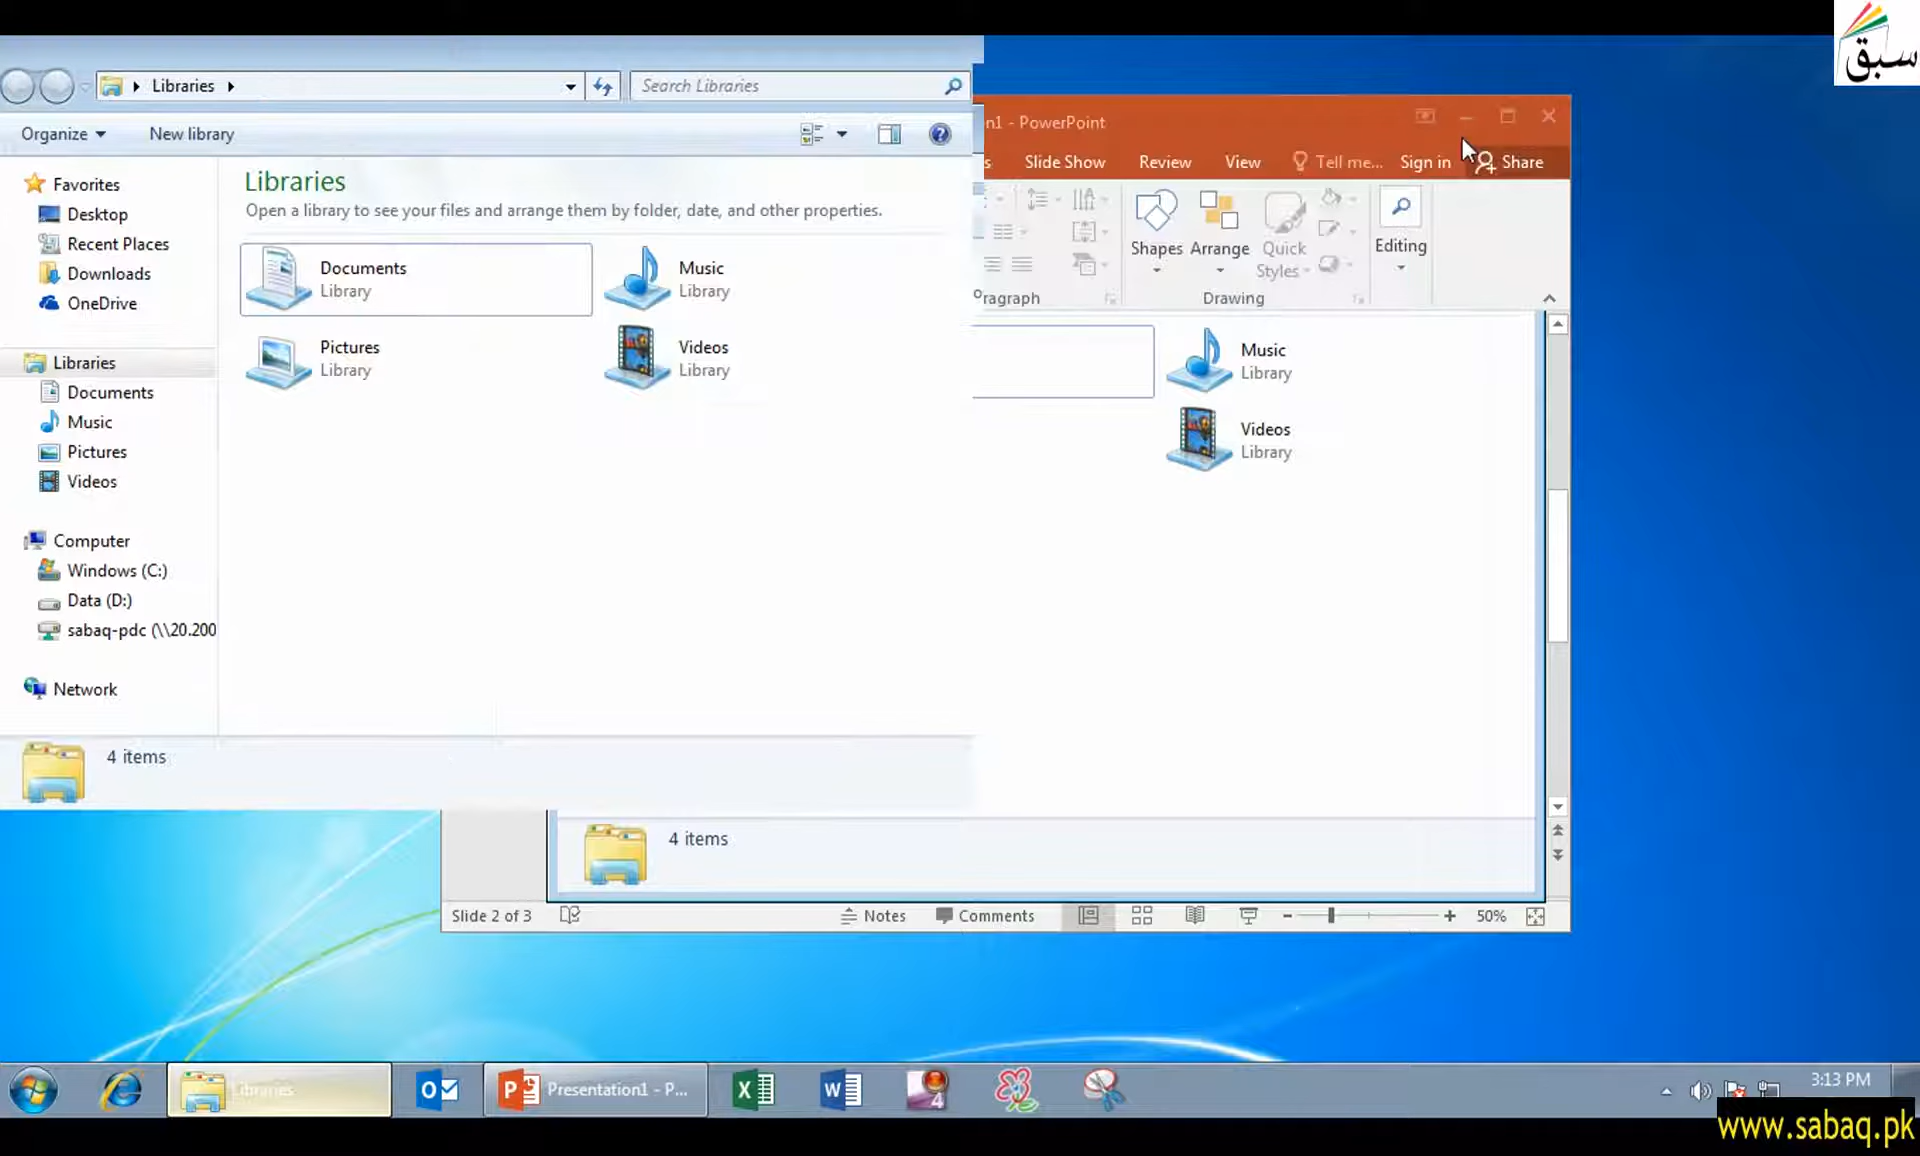 سبق
Libraries
Search Libraries
Organize
New library
n1 - PowerPoint
s
Slide Show
Review
View
Tell me...
Sign in
Share
Shapes
Arrange
Quick
Styles
Editing
Paragraph
Drawing
Favorites
Desktop
Recent Places
Downloads
OneDrive
Libraries
Documents
Music
Pictures
Videos
Computer
Windows (C:)
Data (D:)
sabaq-pdc (\\20.200
Network
Libraries
Open a library to see your files and arrange them by folder, date, and other properties.
Documents
Library
Music
Library
Pictures
Library
Videos
Library
4 items
Music
Library
Videos
Library
4 items
Slide 2 of 3
Notes
Comments
50%
Libraries
Presentation1 - P...
4
3:13 PM
www.sabaq.pk